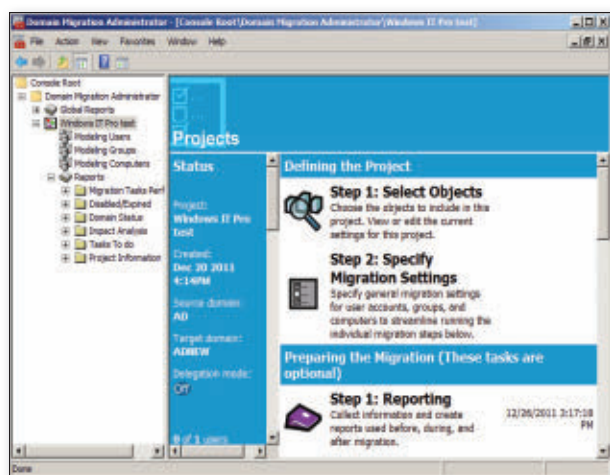 Domain Migration Administrator - [Console Root\Domain Migration Administrator\Windows IT Pro test]
File Action View Favorites Window Help
Console Root
Domain Migration Administrator
Global Reports
Windows IT Pro test
Modeling Users
Modeling Groups
Modeling Computers
Reports
Migration Tasks Perf
Disabled/Expired
Domain Status
Impact Analysis
Tasks To do
Project Information
Projects
Status
Project:
Windows IT Pro
test
Created:
Dec 20 2011
4:14PM
Source domain:
AD
Target domain:
ADNEW
Delegation mode:
Off
0 of 1 users
Defining the Project
Step 1: Select Objects
Choose the objects to include in this
project. View or edit the current
settings for this project.
Step 2: Specify
Migration Settings
Specify general migration settings
for user accounts, groups, and
computers to streamline running the
individual migration steps below.
Preparing the Migration (These tasks are
optional)
Step 1: Reporting
Collect information and create
reports used before, during, and
after migration.
12/26/2011 3:17:18
PM
Done